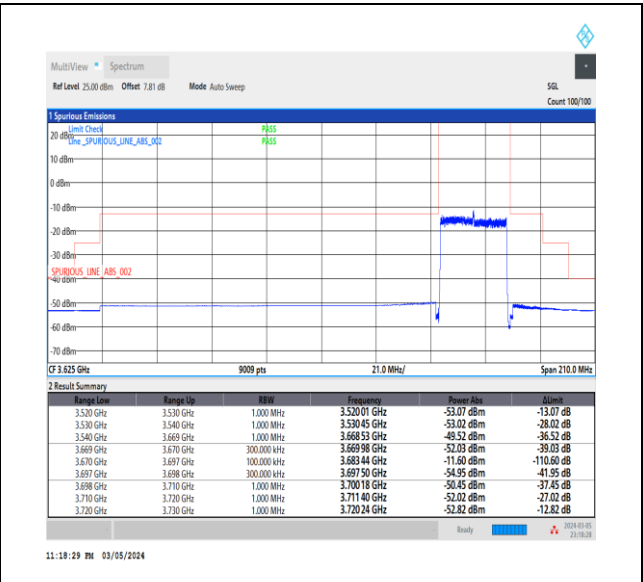 MultiView Spectrum
Ref Level 25.00 dBm Offset 7.81 dB Mode Auto Sweep SGL
Count 100/100
1 Spurious Emissions
Limit Check PASS
20 dBm
Line _SPURIOUS_LINE_ABS_002 PASS
10 dBm
0 dBm
-10 dBm
-20 dBm
-30 dBm
_SPURIOUS_LINE_ABS_002
-40 dBm
-50 dBm
-60 dBm
-70 dBm
CF 3.625 GHz 9009 pts 21.0 MHz/ Span 210.0 MHz
2 Result Summary
Range Low Range Up RBW Frequency Power Abs ΔLimit
3.520 GHz 3.530 GHz 1.000 MHz 3.520 01 GHz -53.07 dBm -13.07 dB
3.530 GHz 3.540 GHz 1.000 MHz 3.530 45 GHz -53.02 dBm -28.02 dB
3.540 GHz 3.669 GHz 1.000 MHz 3.668 53 GHz -49.52 dBm -36.52 dB
3.669 GHz 3.670 GHz 300.000 kHz 3.669 98 GHz -52.03 dBm -39.03 dB
3.670 GHz 3.697 GHz 100.000 kHz 3.683 44 GHz -11.60 dBm -110.60 dB
3.697 GHz 3.698 GHz 300.000 kHz 3.697 50 GHz -54.95 dBm -41.95 dB
3.698 GHz 3.710 GHz 1.000 MHz 3.700 18 GHz -50.45 dBm -37.45 dB
3.710 GHz 3.720 GHz 1.000 MHz 3.711 40 GHz -52.02 dBm -27.02 dB
3.720 GHz 3.730 GHz 1.000 MHz 3.720 24 GHz -52.82 dBm -12.82 dB
Ready 2024-03-05
23:18:28
11:18:29 PM 03/05/2024